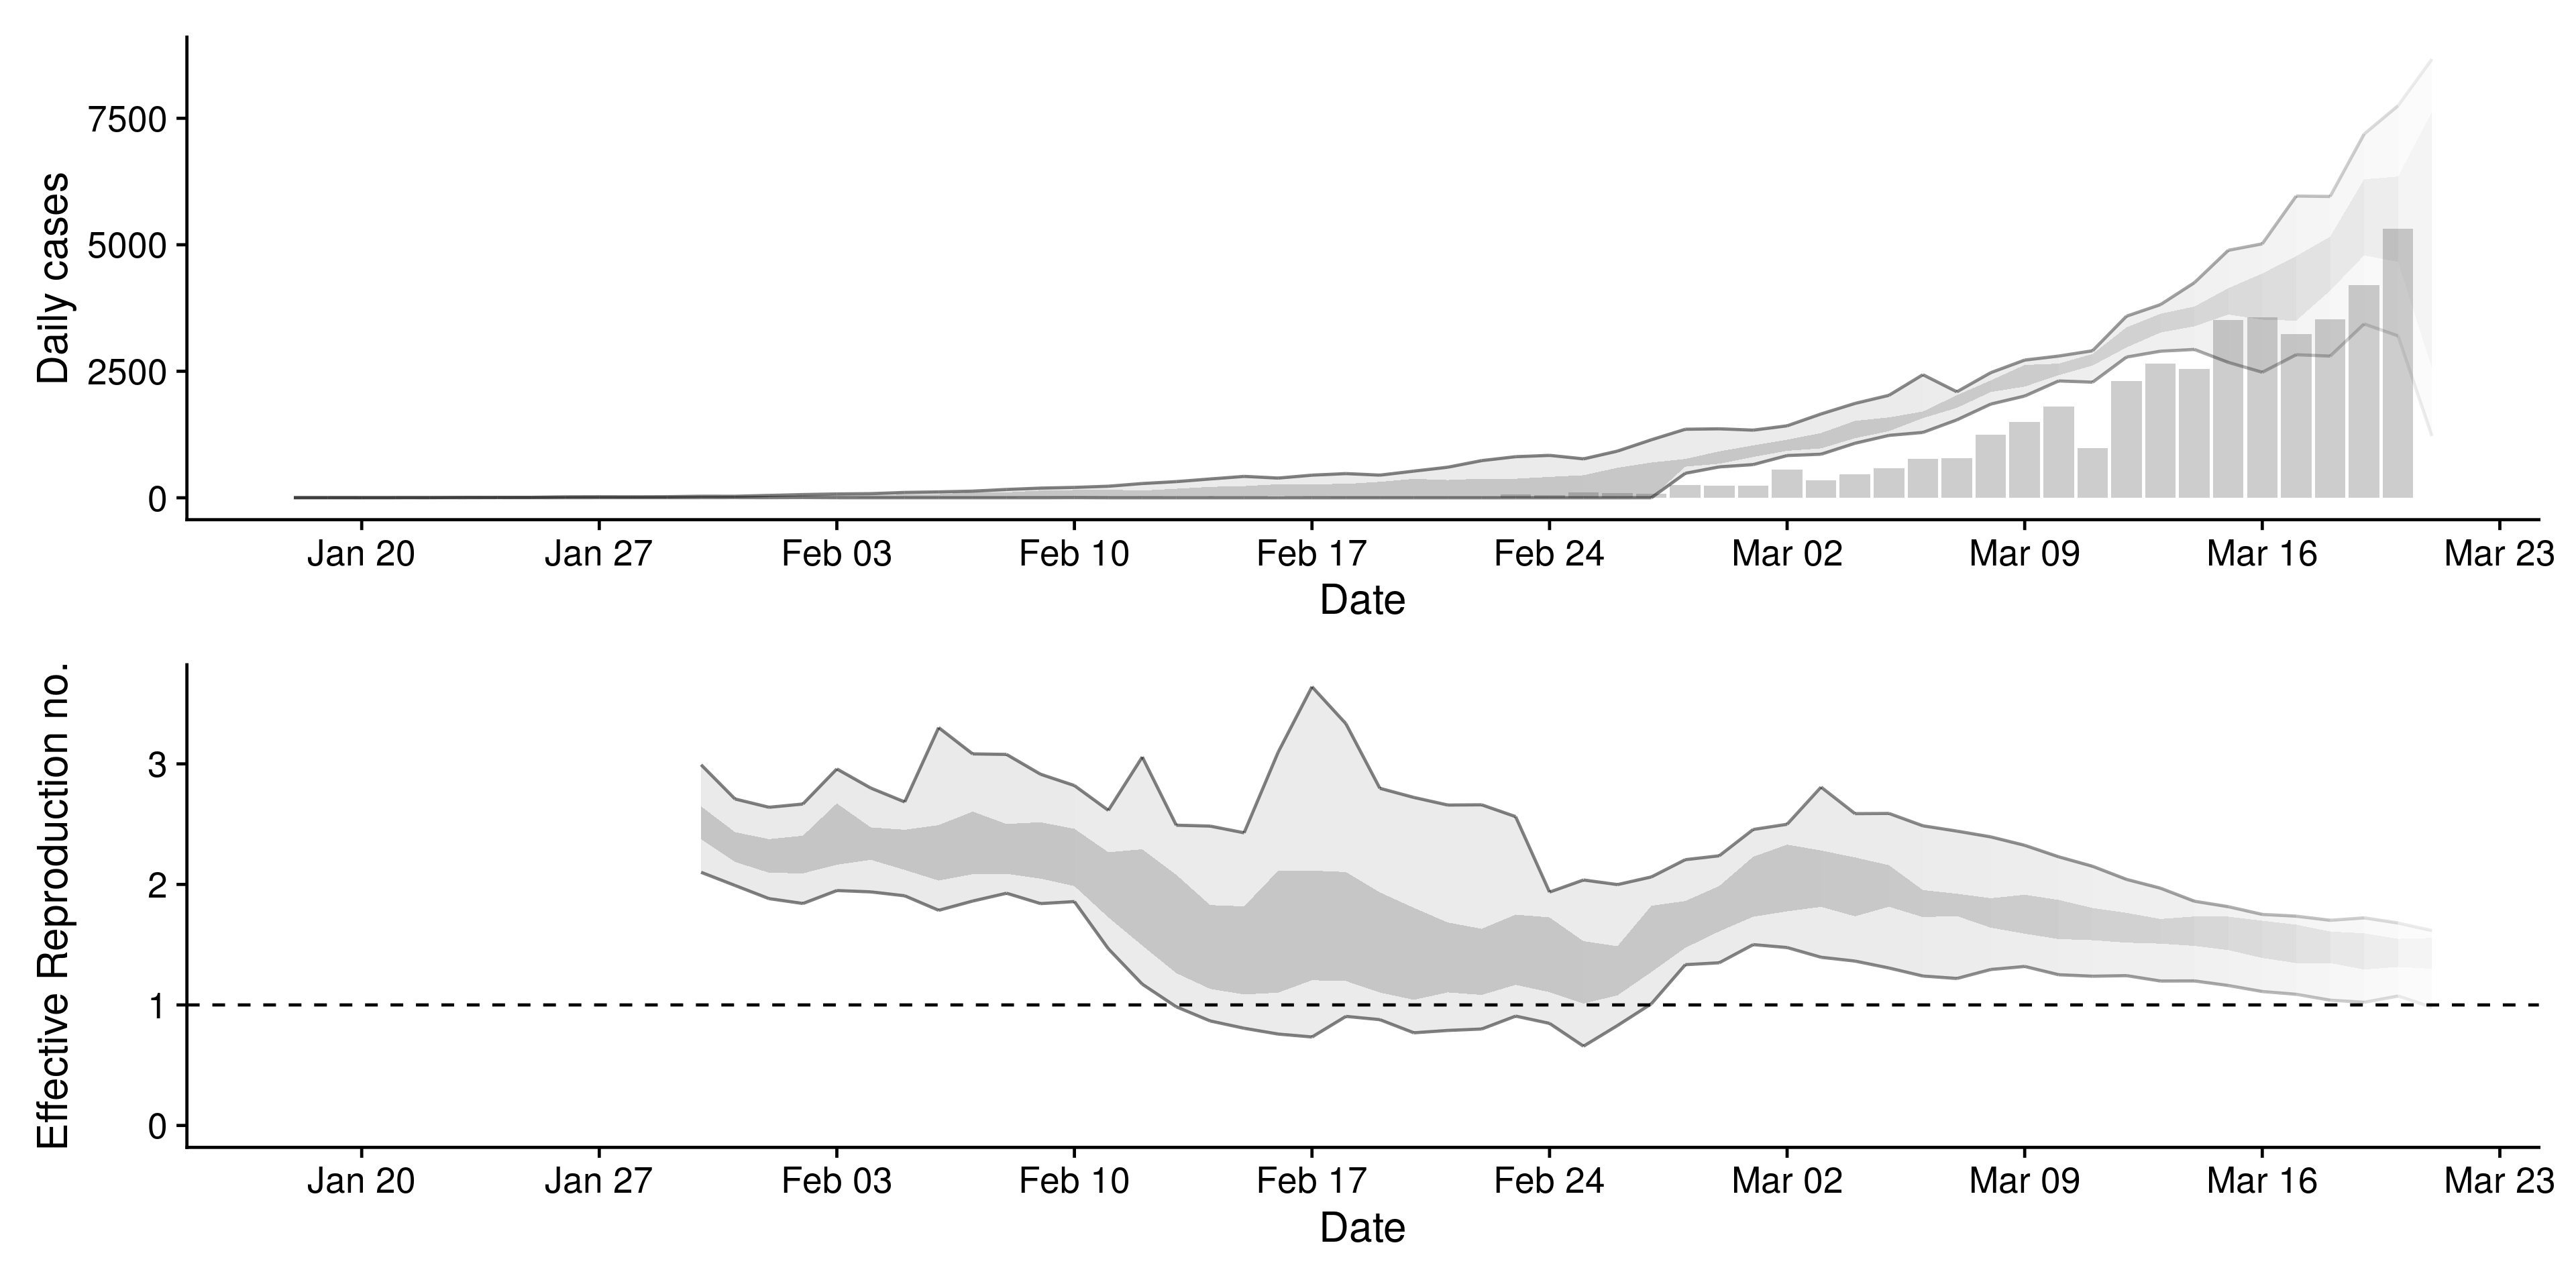 Daily cases
7500
5000
2500
0
Jan 20 Jan 27 Feb 03 Feb 10 Feb 17 Feb 24 Mar 02 Mar 09 Mar 16 Mar 23
Date
Effective Reproduction no.
3
2
1
0
Jan 20 Jan 27 Feb 03 Feb 10 Feb 17 Feb 24 Mar 02 Mar 09 Mar 16 Mar 23
Date